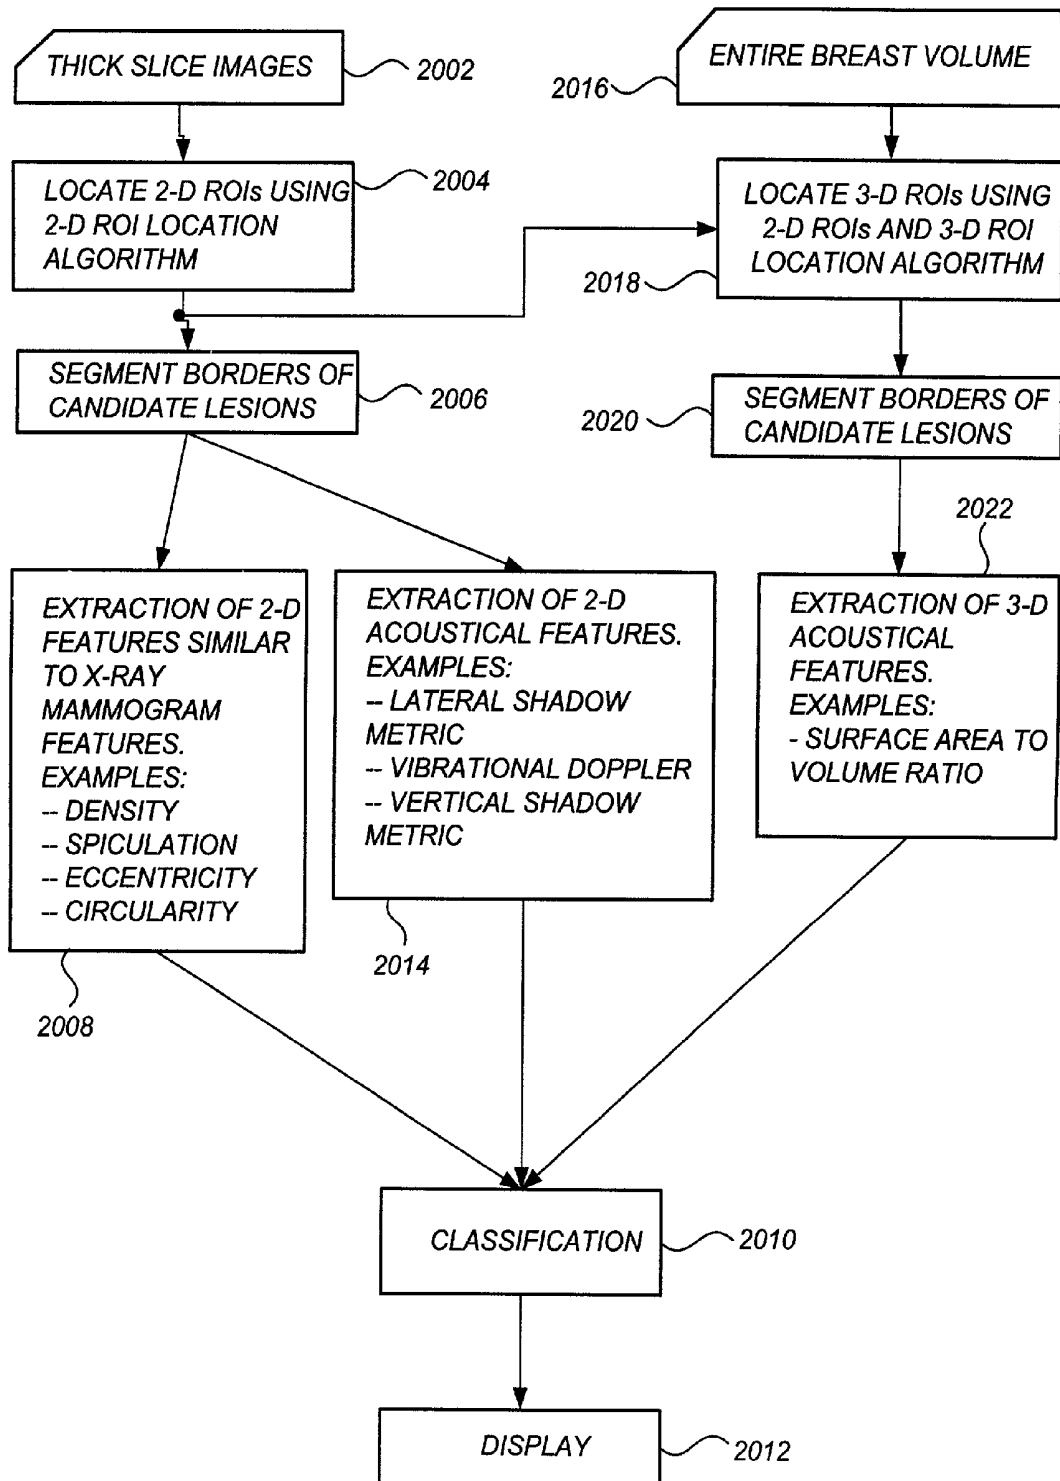 THICK SLICE IMAGES
2002
ENTIRE BREAST VOLUME
2016
LOCATE 2-D ROIs USING
2-D ROI LOCATION
ALGORITHM
2004
LOCATE 3-D ROIs USING
2-D ROIs AND 3-D ROI
LOCATION ALGORITHM
2018
SEGMENT BORDERS OF
CANDIDATE LESIONS
2006
SEGMENT BORDERS OF
CANDIDATE LESIONS
2020
2022
EXTRACTION OF 2-D
FEATURES SIMILAR
TO X-RAY
MAMMOGRAM
FEATURES.
EXAMPLES:
-- DENSITY
-- SPICULATION
-- ECCENTRICITY
-- CIRCULARITY
2008
EXTRACTION OF 2-D
ACOUSTICAL FEATURES.
EXAMPLES:
-- LATERAL SHADOW
METRIC
-- VIBRATIONAL DOPPLER
-- VERTICAL SHADOW
METRIC
2014
EXTRACTION OF 3-D
ACOUSTICAL
FEATURES.
EXAMPLES:
- SURFACE AREA TO
VOLUME RATIO
CLASSIFICATION
2010
DISPLAY
2012